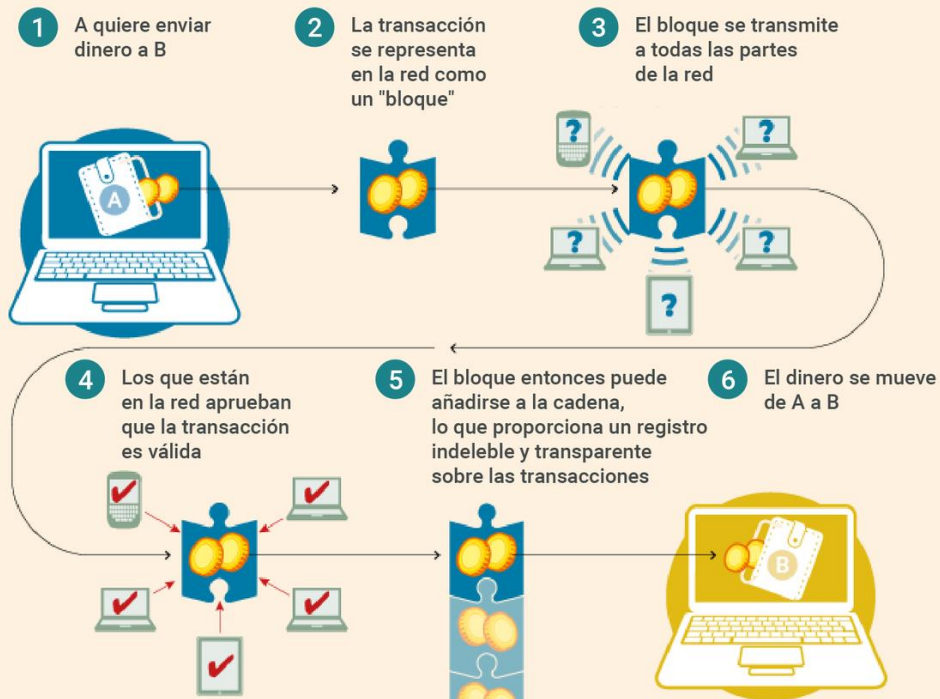 1
A quiere enviar
dinero a B
2
La transacción
se representa
en la red como
un "bloque"
3
El bloque se transmite
a todas las partes
de la red
A
?
?
?
?
?
4
Los que están
en la red aprueban
que la transacción
es válida
5
El bloque entonces puede
añadirse a la cadena,
lo que proporciona un registro
indeleble y transparente
sobre las transacciones
6
El dinero se mueve
de A a B
B